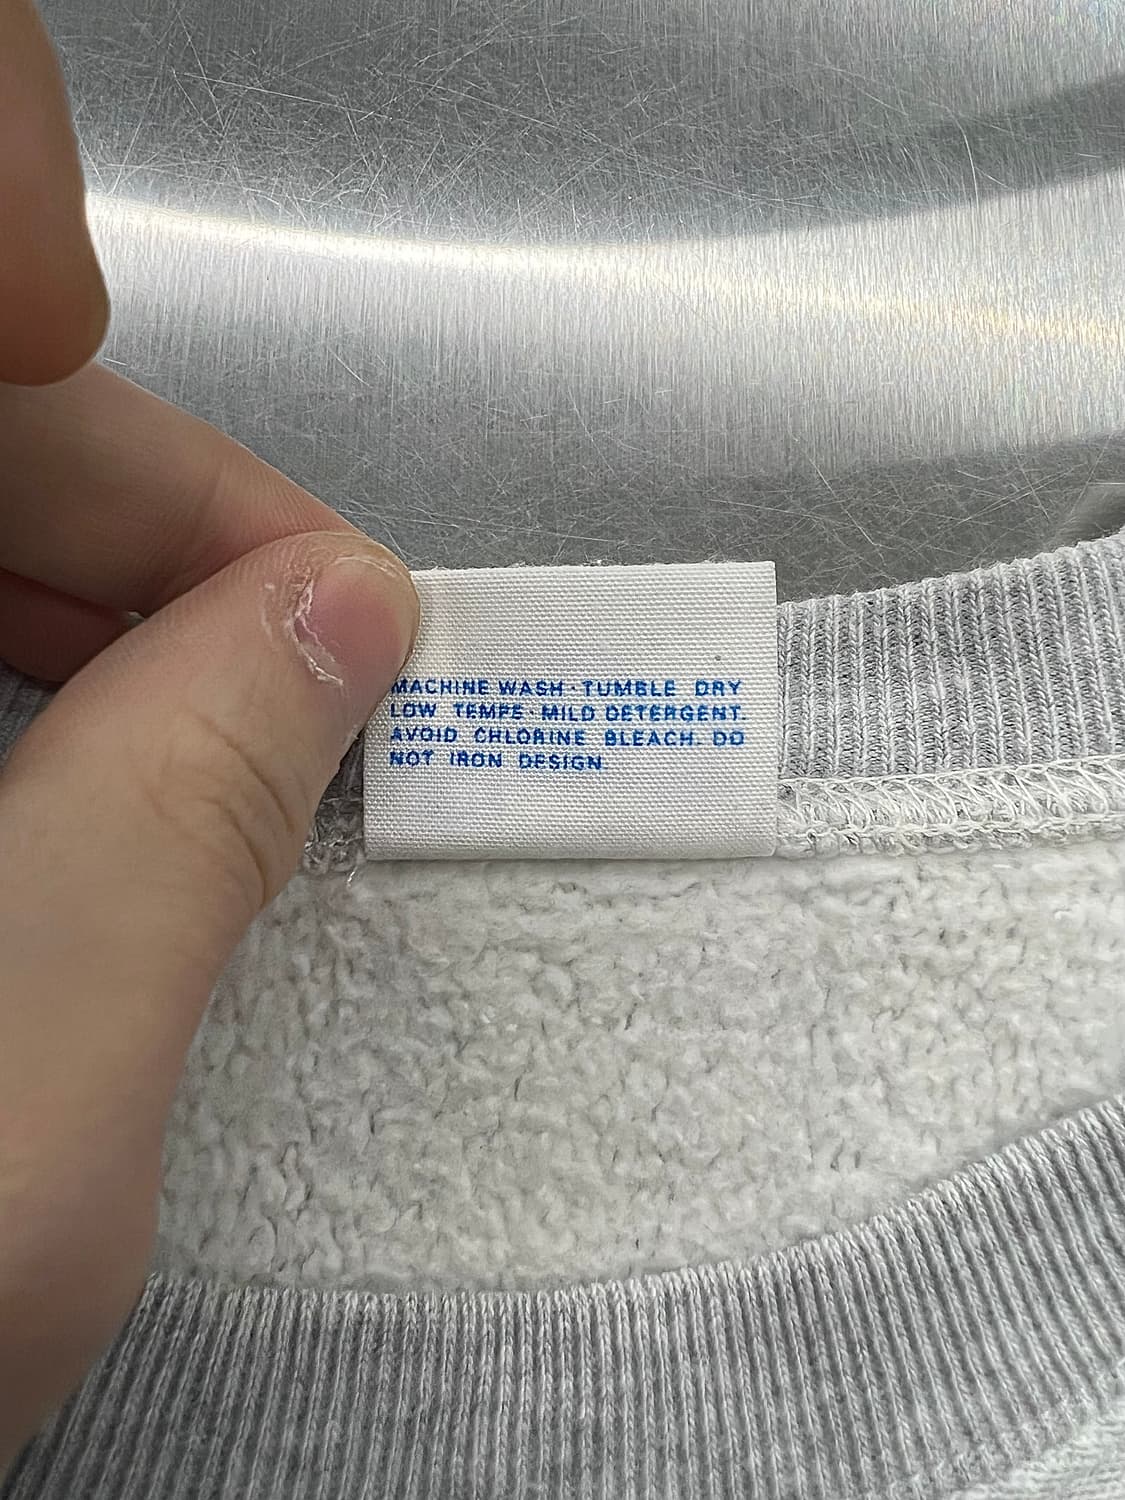 MACHINE WASH · TUMBLE DRY
LOW TEMPE MILD DETERGENT.
AVOID CHLORINE BLEACH. DO
NOT IRON DESIGN.